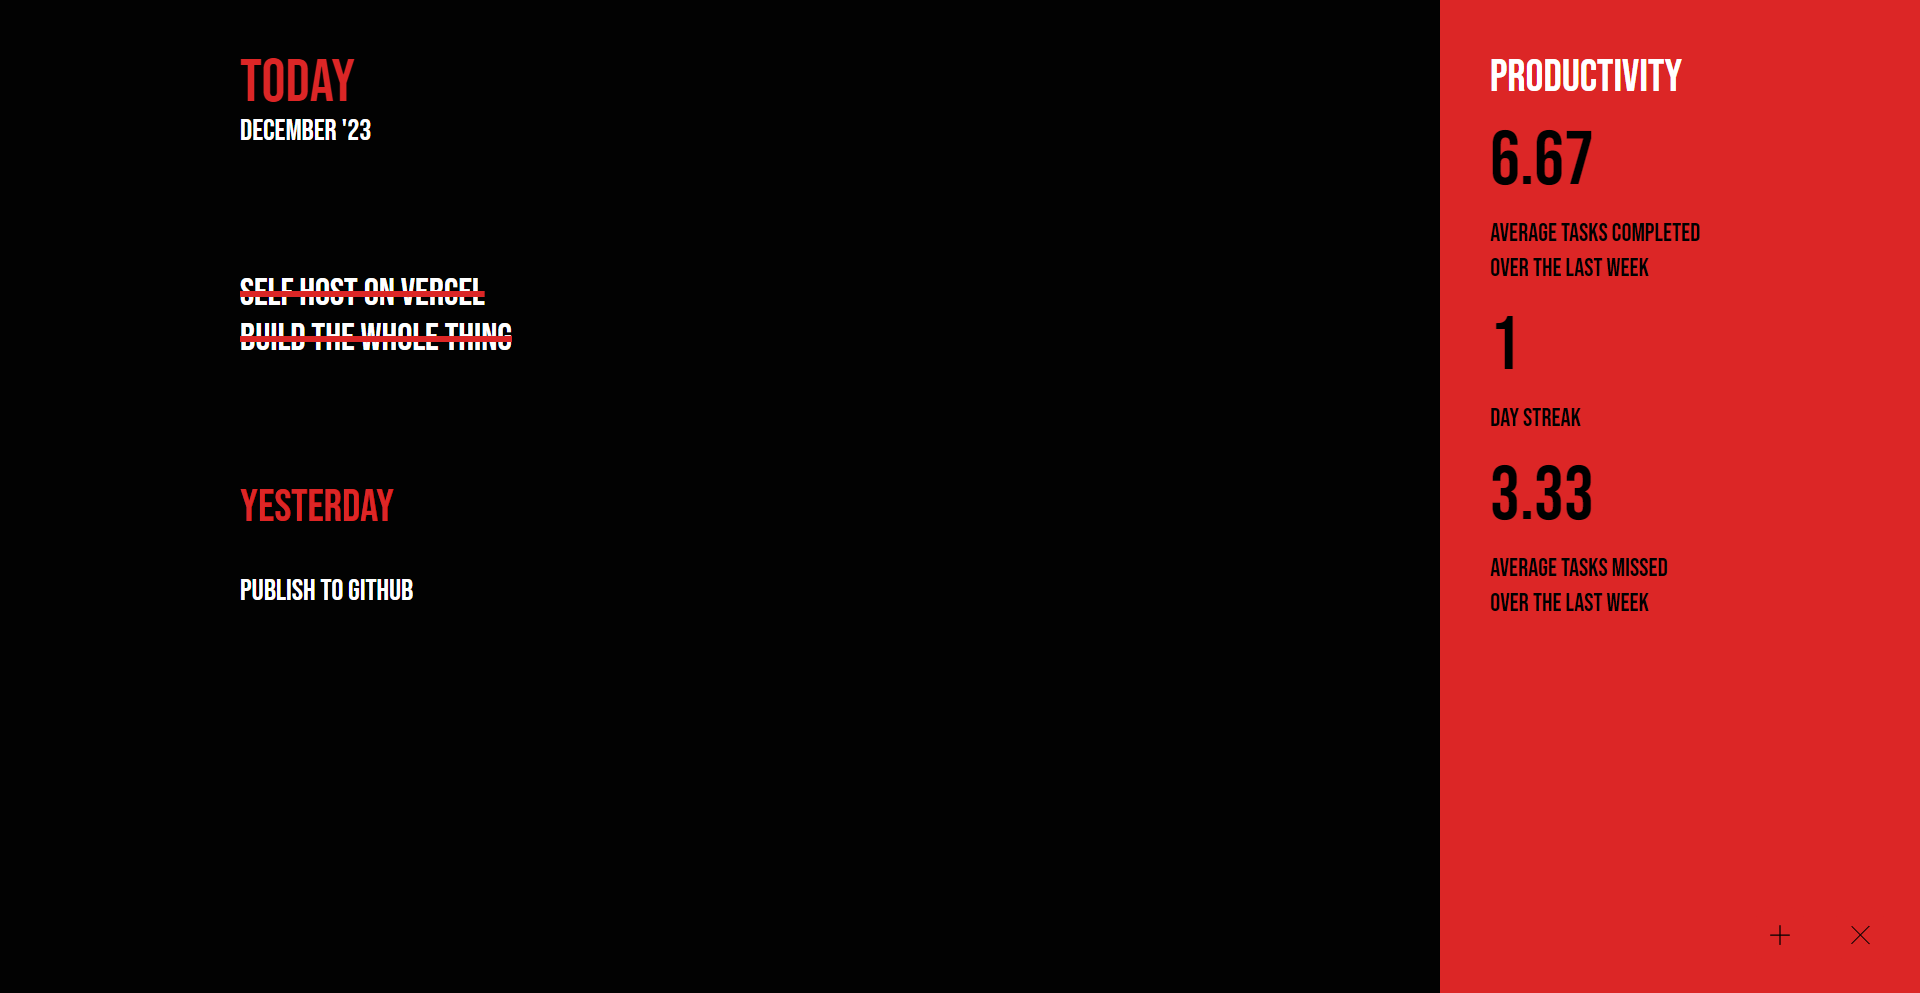 TODAY
DECEMBER '23
SELF HOST ON VERCEL
BUILD THE WHOLE THING
YESTERDAY
PUBLISH TO GITHUB
PRODUCTIVITY
6.67
AVERAGE TASKS COMPLETED
OVER THE LAST WEEK
1
DAY STREAK
3.33
AVERAGE TASKS MISSED
OVER THE LAST WEEK